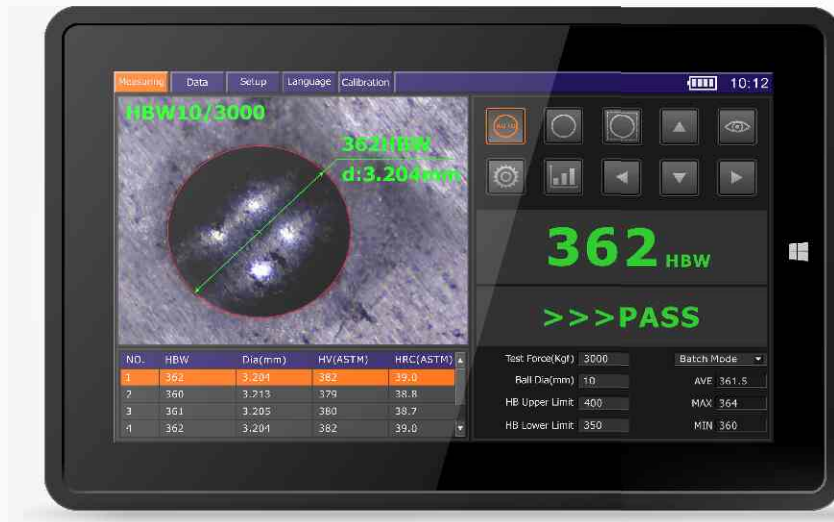 Measuring Data Setup Language Calibration 10:12
HBW10/3000
362HBW
d:3.204mm
AUTO
362 HBW
>>>PASS
NO. HBW Dia(mm) HV(ASTM) HRC(ASTM)
1 362 3.204 382 39.0
2 360 3.213 379 38.8
3 361 3.205 380 38.7
4 362 3.204 382 39.0
Test Force(Kgf) 3000 Batch Mode
Ball Dia(mm) 10 AVE 361.5
HB Upper Limit 400 MAX 364
HB Lower Limit 350 MIN 360